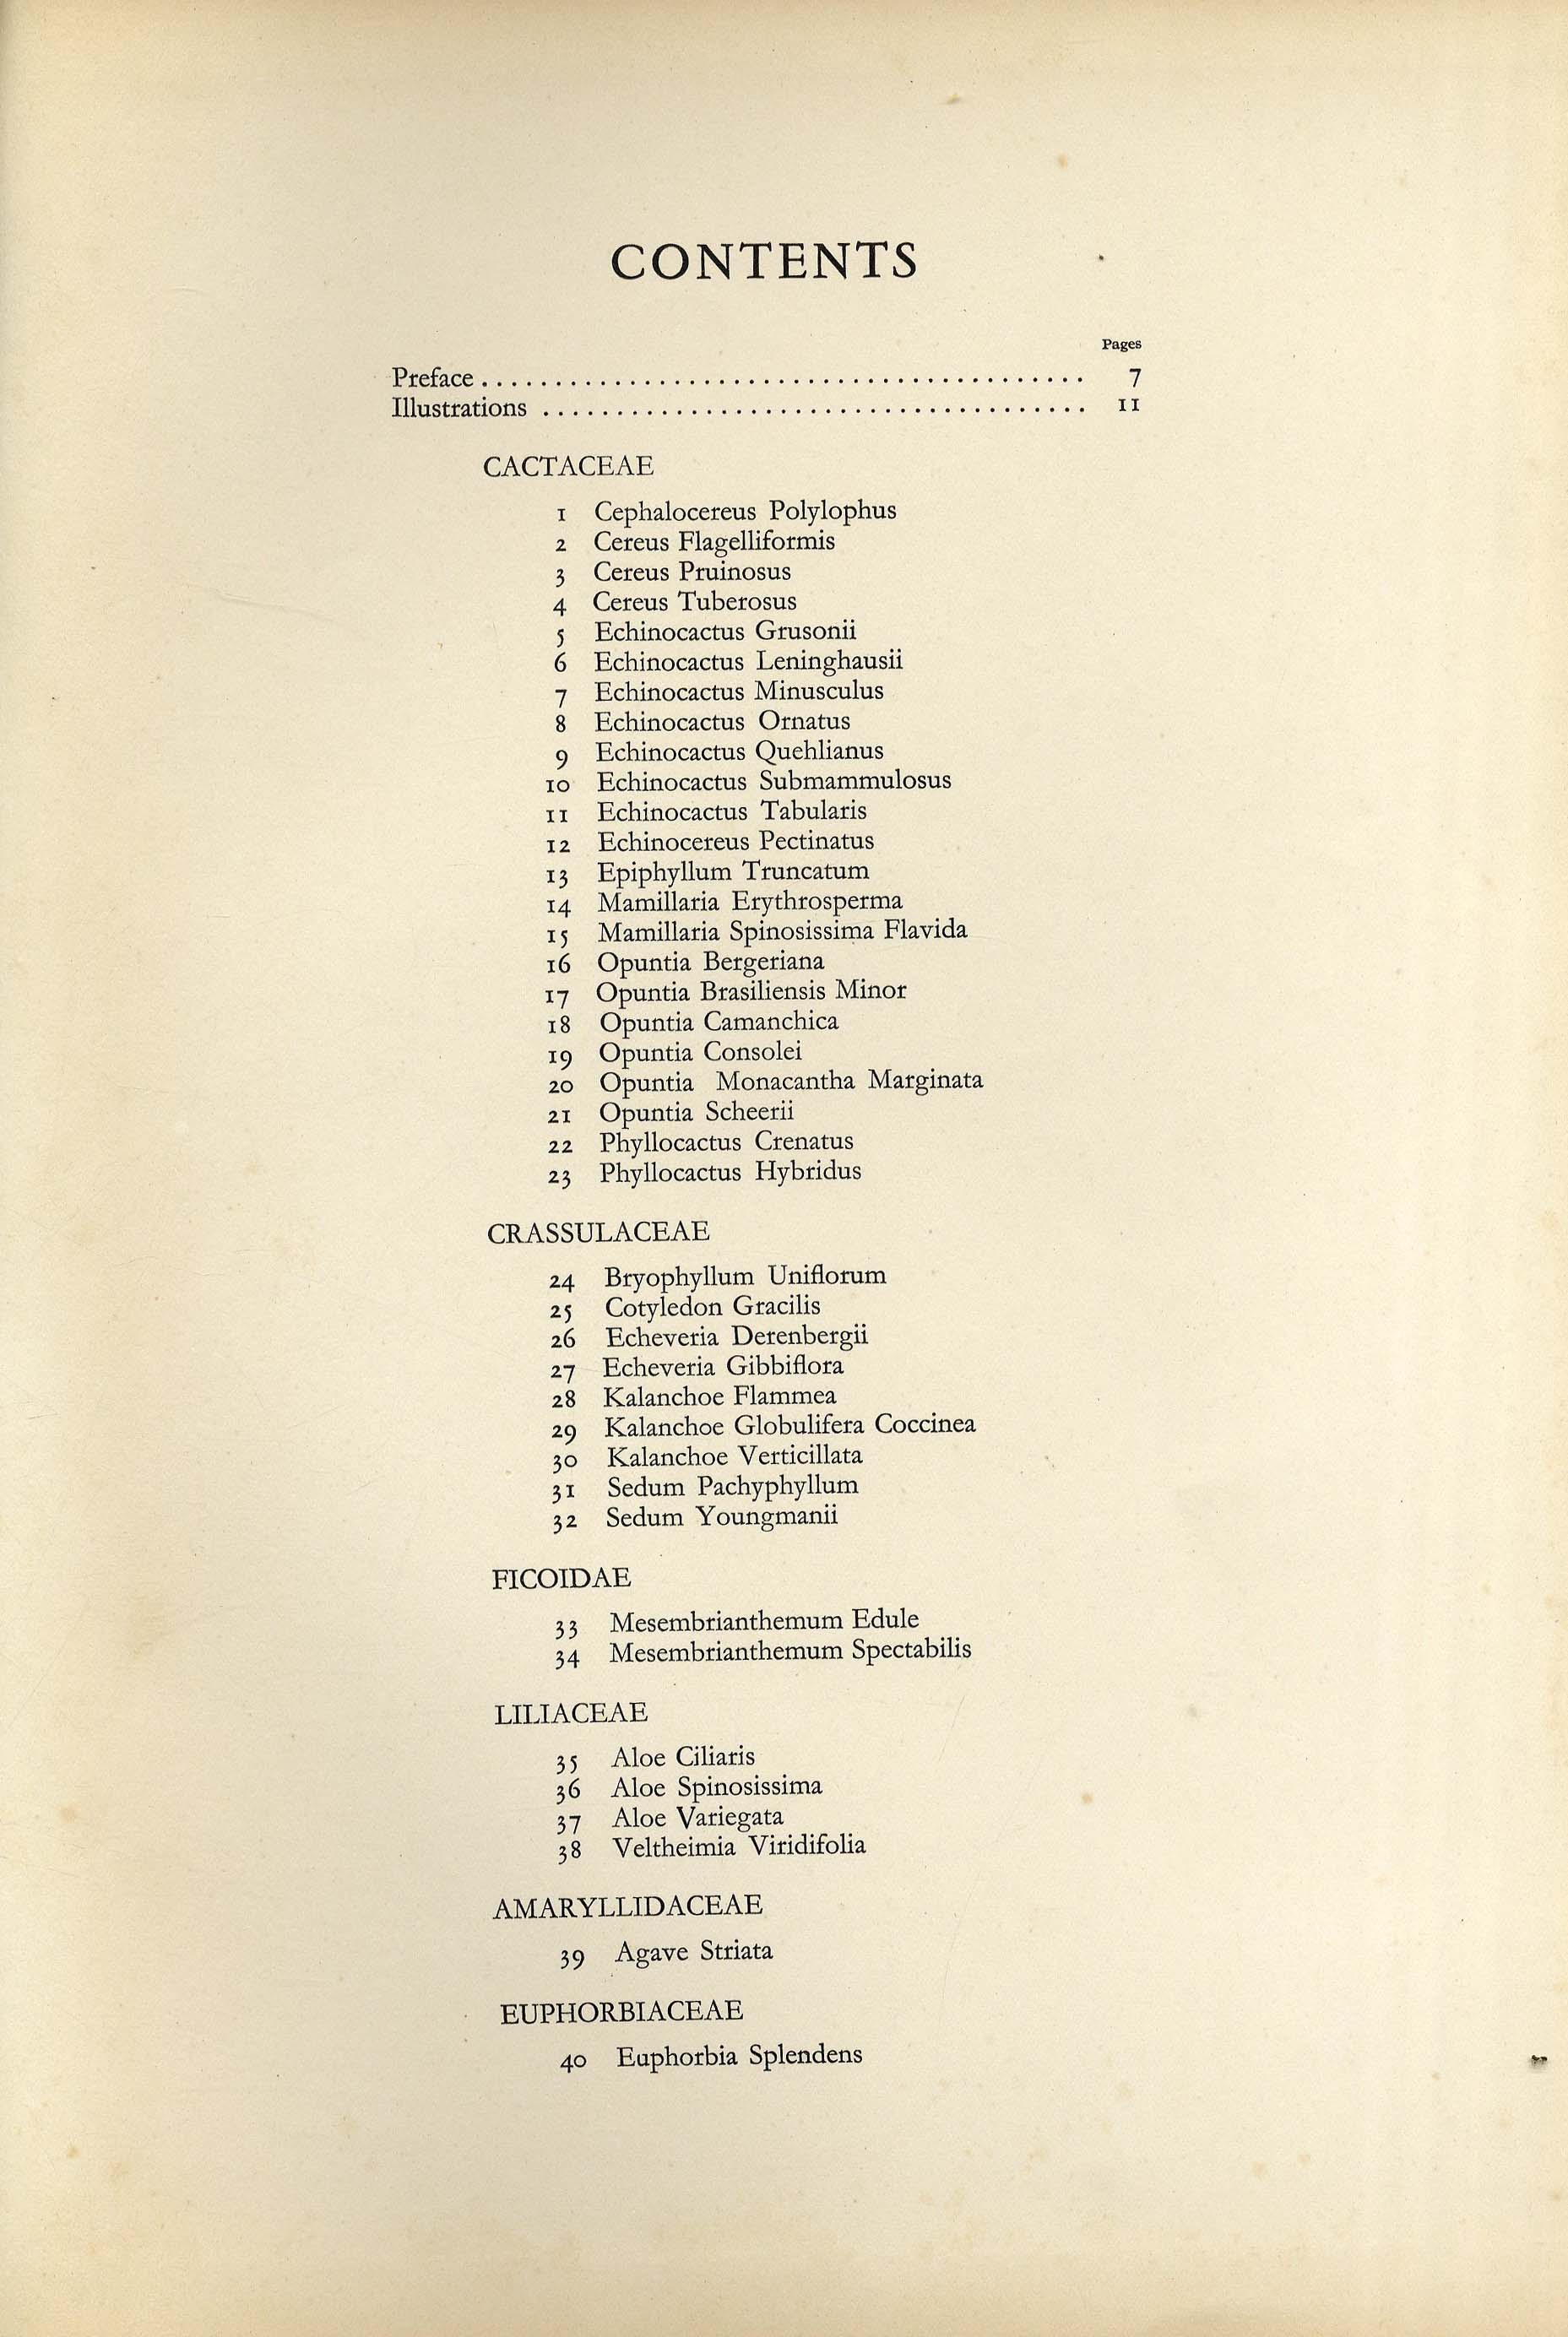 CONTENTS
Pages
Preface . . . . . . . . . . . . . . . . . . . . . . . . . . . . . . . . . . . . . . . . . 7
Illustrations . . . . . . . . . . . . . . . . . . . . . . . . . . . . . . . . . . . . . 11
CACTACEAE
1 Cephalocereus Polylophus
2 Cereus Flagelliformis
3 Cereus Pruinosus
4 Cereus Tuberosus
5 Echinocactus Grusonii
6 Echinocactus Leninghausii
7 Echinocactus Minusculus
8 Echinocactus Ornatus
9 Echinocactus Quehlianus
10 Echinocactus Submammulosus
11 Echinocactus Tabularis
12 Echinocereus Pectinatus
13 Epiphyllum Truncatum
14 Mamillaria Erythrosperma
15 Mamillaria Spinosissima Flavida
16 Opuntia Bergeriana
17 Opuntia Brasiliensis Minor
18 Opuntia Camanchica
19 Opuntia Consolei
20 Opuntia Monacantha Marginata
21 Opuntia Scheerii
22 Phyllocactus Crenatus
23 Phyllocactus Hybridus
CRASSULACEAE
24 Bryophyllum Uniflorum
25 Cotyledon Gracilis
26 Echeveria Derenbergii
27 Echeveria Gibbiflora
28 Kalanchoe Flammea
29 Kalanchoe Globulifera Coccinea
30 Kalanchoe Verticillata
31 Sedum Pachyphyllum
32 Sedum Youngmanii
FICOIDAE
33 Mesembrianthemum Edule
34 Mesembrianthemum Spectabilis
LILIACEAE
35 Aloe Ciliaris
36 Aloe Spinosissima
37 Aloe Variegata
38 Veltheimia Viridifolia
AMARYLLIDACEAE
39 Agave Striata
EUPHORBIACEAE
40 Euphorbia Splendens